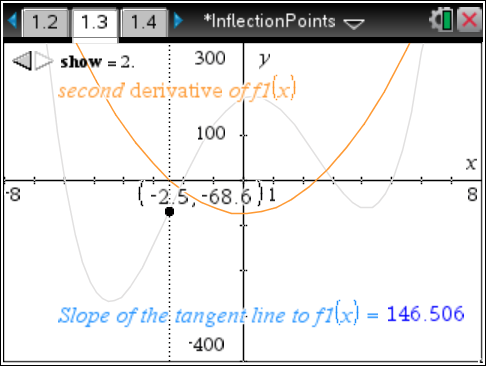 1.2 1.3 1.4 *InflectionPoints
show = 2.
300 y
second derivative of f1(x)
100
x
-8 (-2.5,-68.6) 1 8
Slope of the tangent line to f1(x) = 146.506
-400